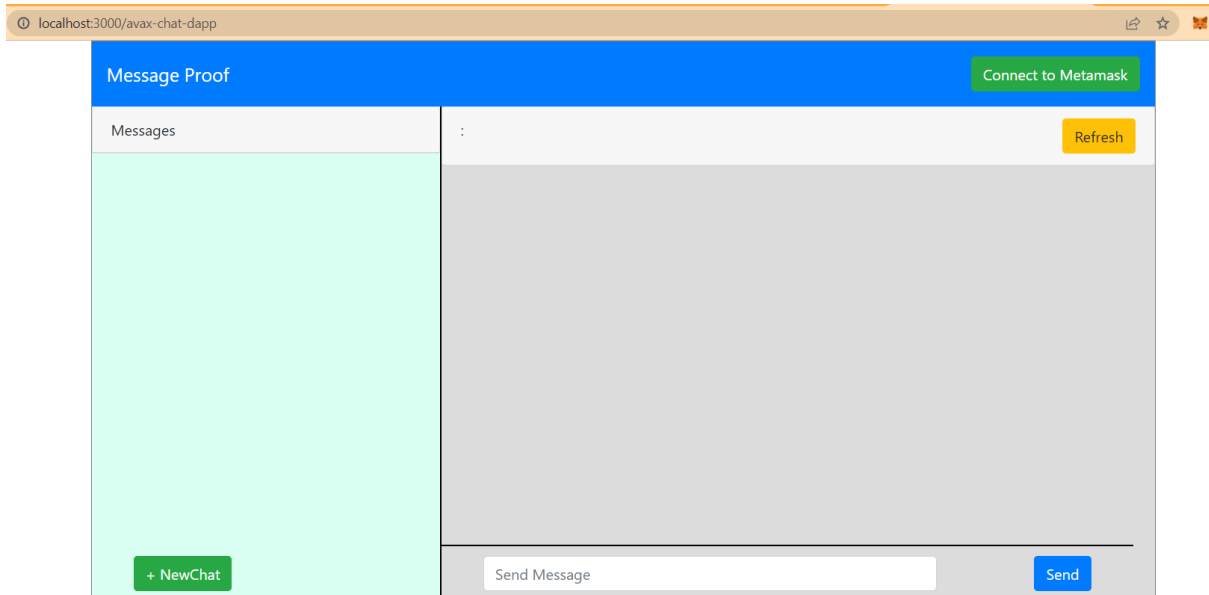 localhost:3000/avax-chat-dapp
Message Proof
Connect to Metamask
Messages
:
Refresh
+ NewChat
Send Message
Send